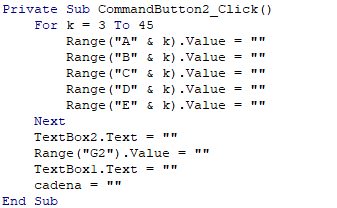 Private Sub CommandButton2_Click()
    For k = 3 To 45
        Range("A" & k).Value = ""
        Range("B" & k).Value = ""
        Range("C" & k).Value = ""
        Range("D" & k).Value = ""
        Range("E" & k).Value = ""
    Next
    TextBox2.Text = ""
    Range("G2").Value = ""
    TextBox1.Text = ""
    cadena = ""
End Sub